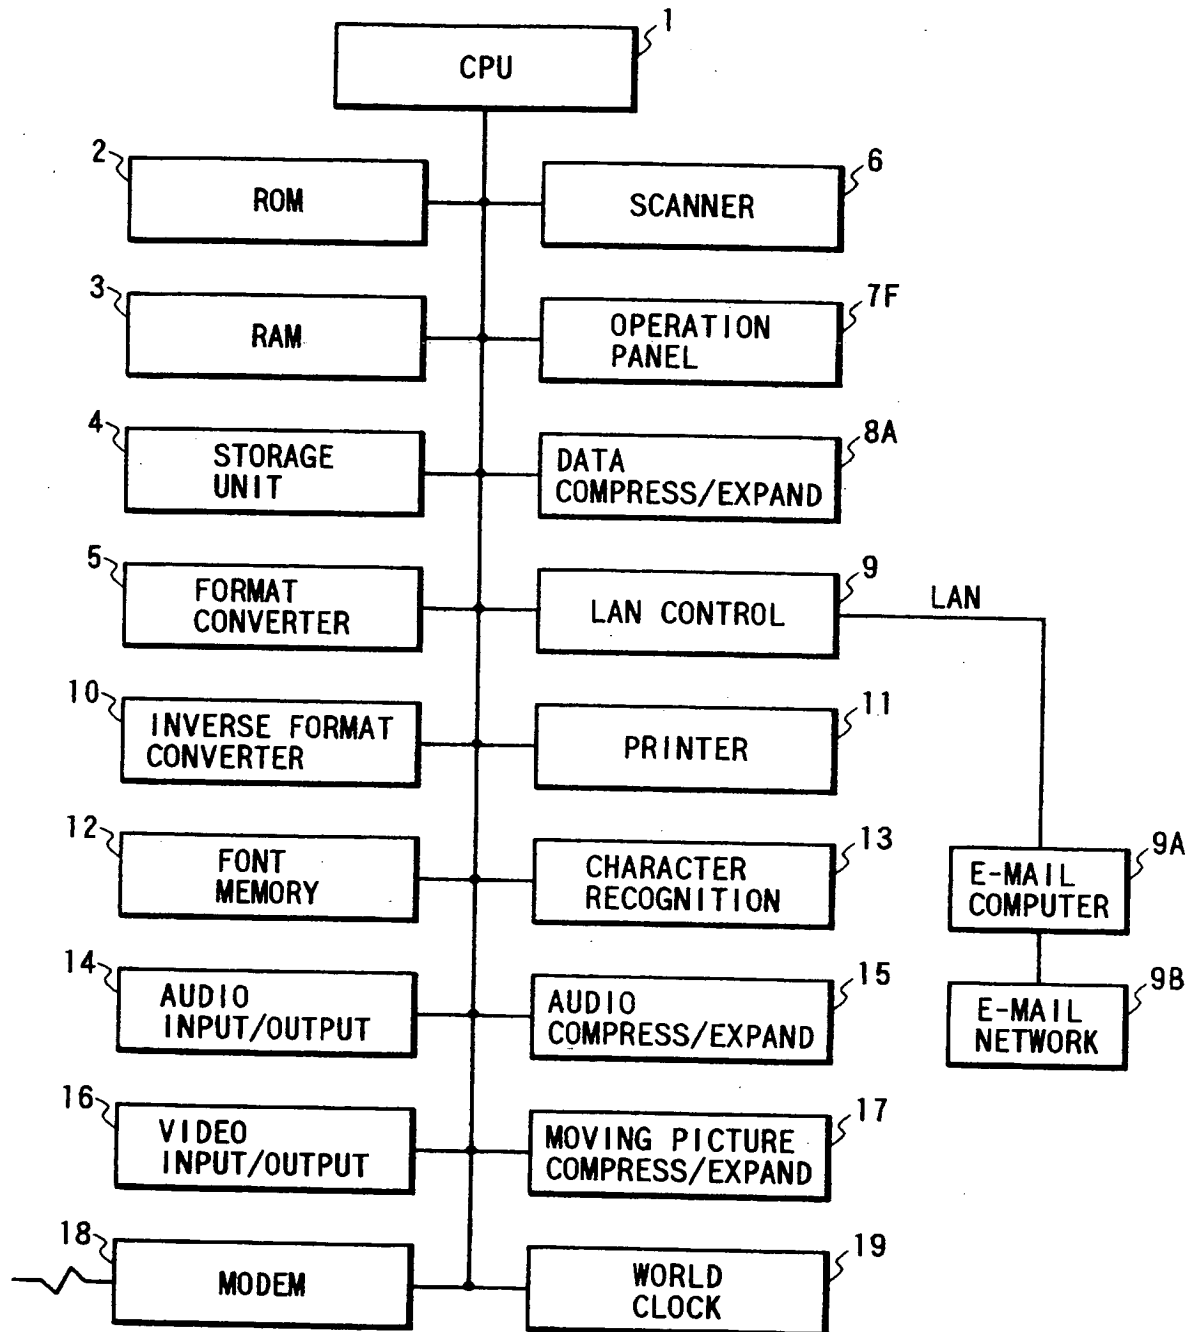 1
CPU
2
ROM
6
SCANNER
3
RAM
7F
OPERATION
PANEL
4
STORAGE
UNIT
8A
DATA
COMPRESS/EXPAND
5
FORMAT
CONVERTER
9
LAN CONTROL
LAN
10
INVERSE FORMAT
CONVERTER
11
PRINTER
12
FONT
MEMORY
13
CHARACTER
RECOGNITION
9A
E-MAIL
COMPUTER
14
AUDIO
INPUT/OUTPUT
15
AUDIO
COMPRESS/EXPAND
9B
E-MAIL
NETWORK
16
VIDEO
INPUT/OUTPUT
17
MOVING PICTURE
COMPRESS/EXPAND
18
MODEM
19
WORLD
CLOCK